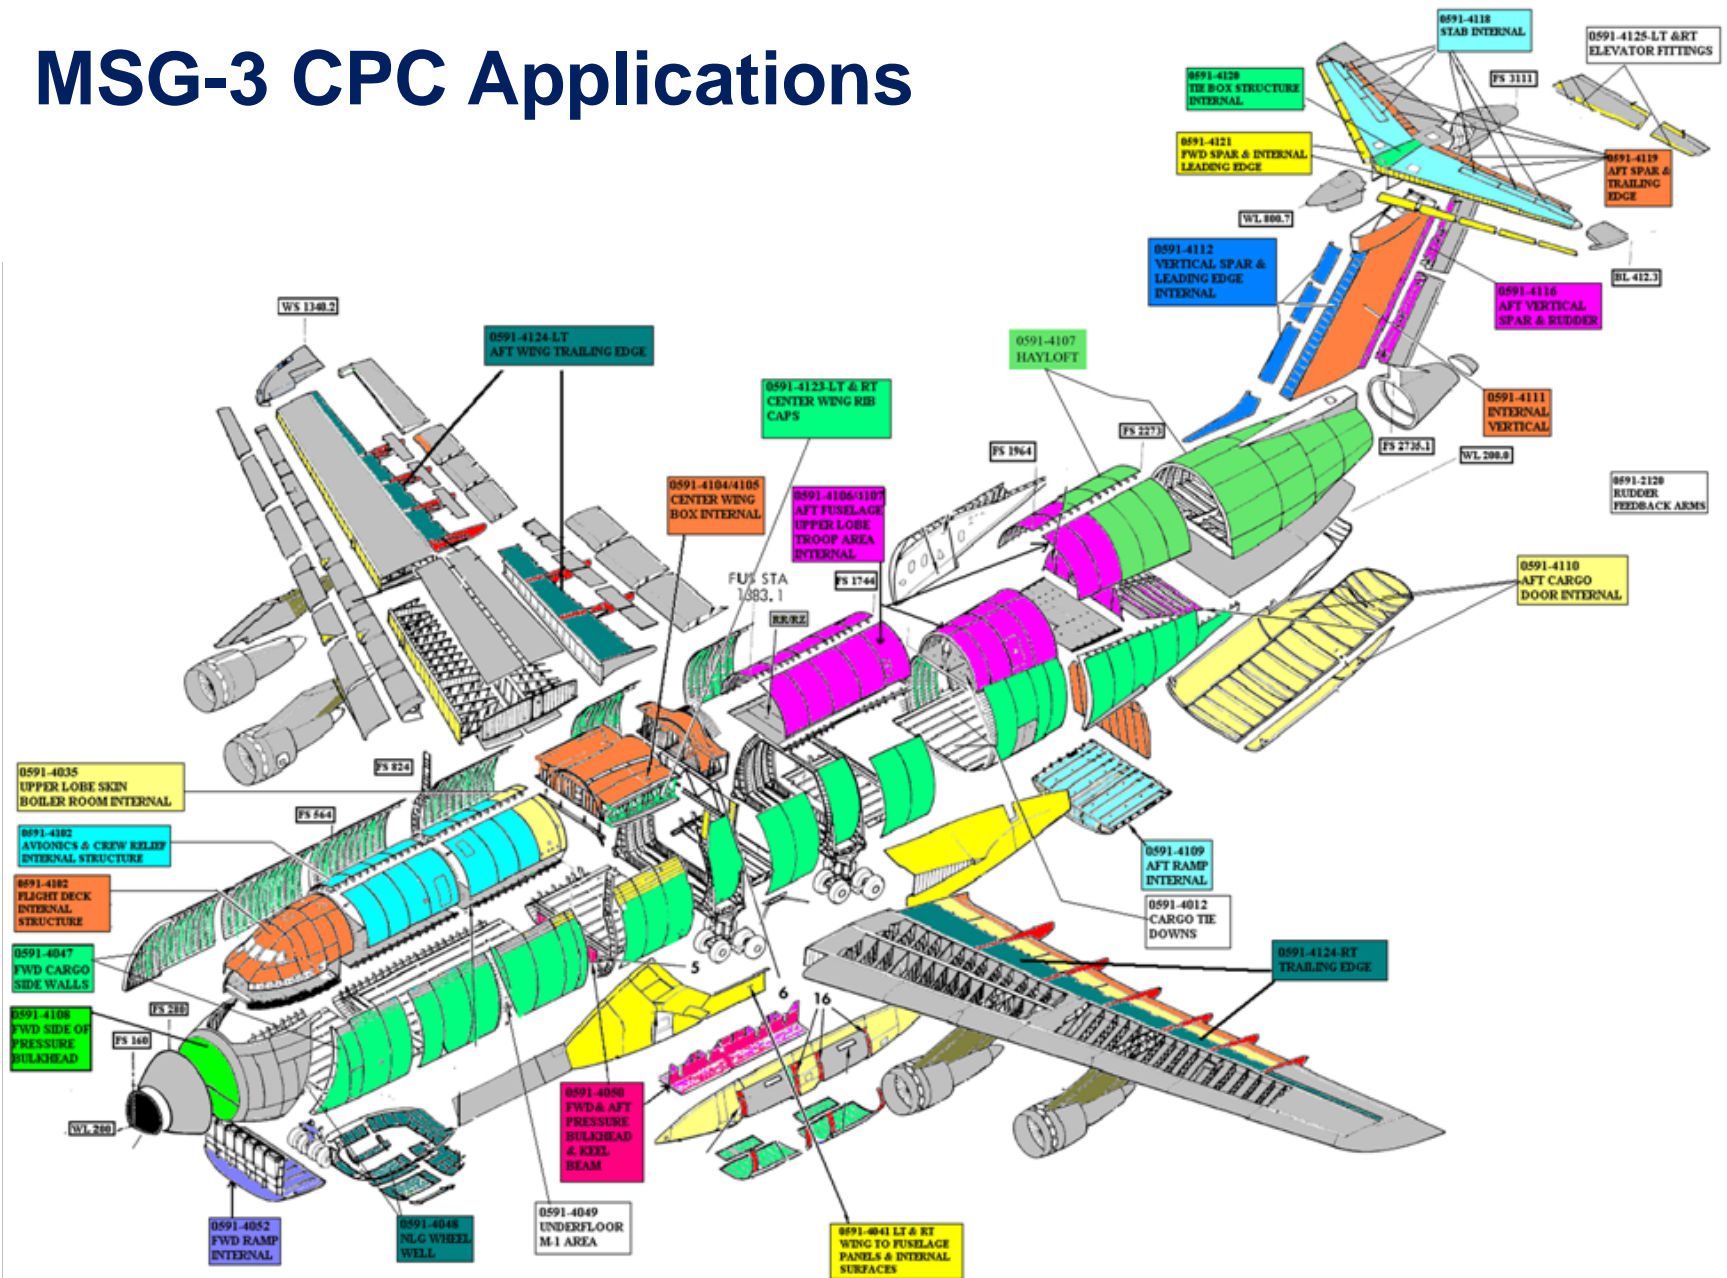 MSG-3 CPC Applications
0591-4118
STAB INTERNAL
0591-4125-LT &RT
ELEVATOR FITTINGS
0591-4120
TIE BOX STRUCTURE
INTERNAL
FS 3111
0591-4121
FWD SPAR & INTERNAL
LEADING EDGE
0591-4119
AFT SPAR &
TRAILING
EDGE
WL 800.7
0591-4112
VERTICAL SPAR &
LEADING EDGE
INTERNAL
BL 412.3
0591-4116
AFT VERTICAL
SPAR & RUDDER
WS 1340.2
0591-4124-LT
AFT WING TRAILING EDGE
0591-4107
HAYLOFT
0591-4123-LT & RT
CENTER WING RIB
CAPS
0591-4111
INTERNAL
VERTICAL
FS 2273
FS 1964
FS 2735.1
WL 200.0
0591-4104/4105
CENTER WING
BOX INTERNAL
0591-4106/4107
AFT FUSELAGE
UPPER LOBE
TROOP AREA
INTERNAL
0591-2120
RUDDER
FEEDBACK ARMS
FUS STA
1383.1
FS 1744
0591-4110
AFT CARGO
DOOR INTERNAL
RR/RZ
FS 824
0591-4035
UPPER LOBE SKIN
BOILER ROOM INTERNAL
FS 564
0591-4102
AVIONICS & CREW RELIEF
INTERNAL STRUCTURE
0591-4109
AFT RAMP
INTERNAL
0591-4102
FLIGHT DECK
INTERNAL
STRUCTURE
0591-4012
CARGO TIE
DOWNS
0591-4047
FWD CARGO
SIDE WALLS
0591-4124-RT
TRAILING EDGE
5
6
16
FS 280
0591-4108
FWD SIDE OF
PRESSURE
BULKHEAD
FS 160
0591-4050
FWD & AFT
PRESSURE
BULKHEAD
& KEEL
BEAM
WL 200
0591-4052
FWD RAMP
INTERNAL
0591-4048
NLG WHEEL
WELL
0591-4049
UNDERFLOOR
M-1 AREA
0591-4041 LT & RT
WING TO FUSELAGE
PANELS & INTERNAL
SURFACES